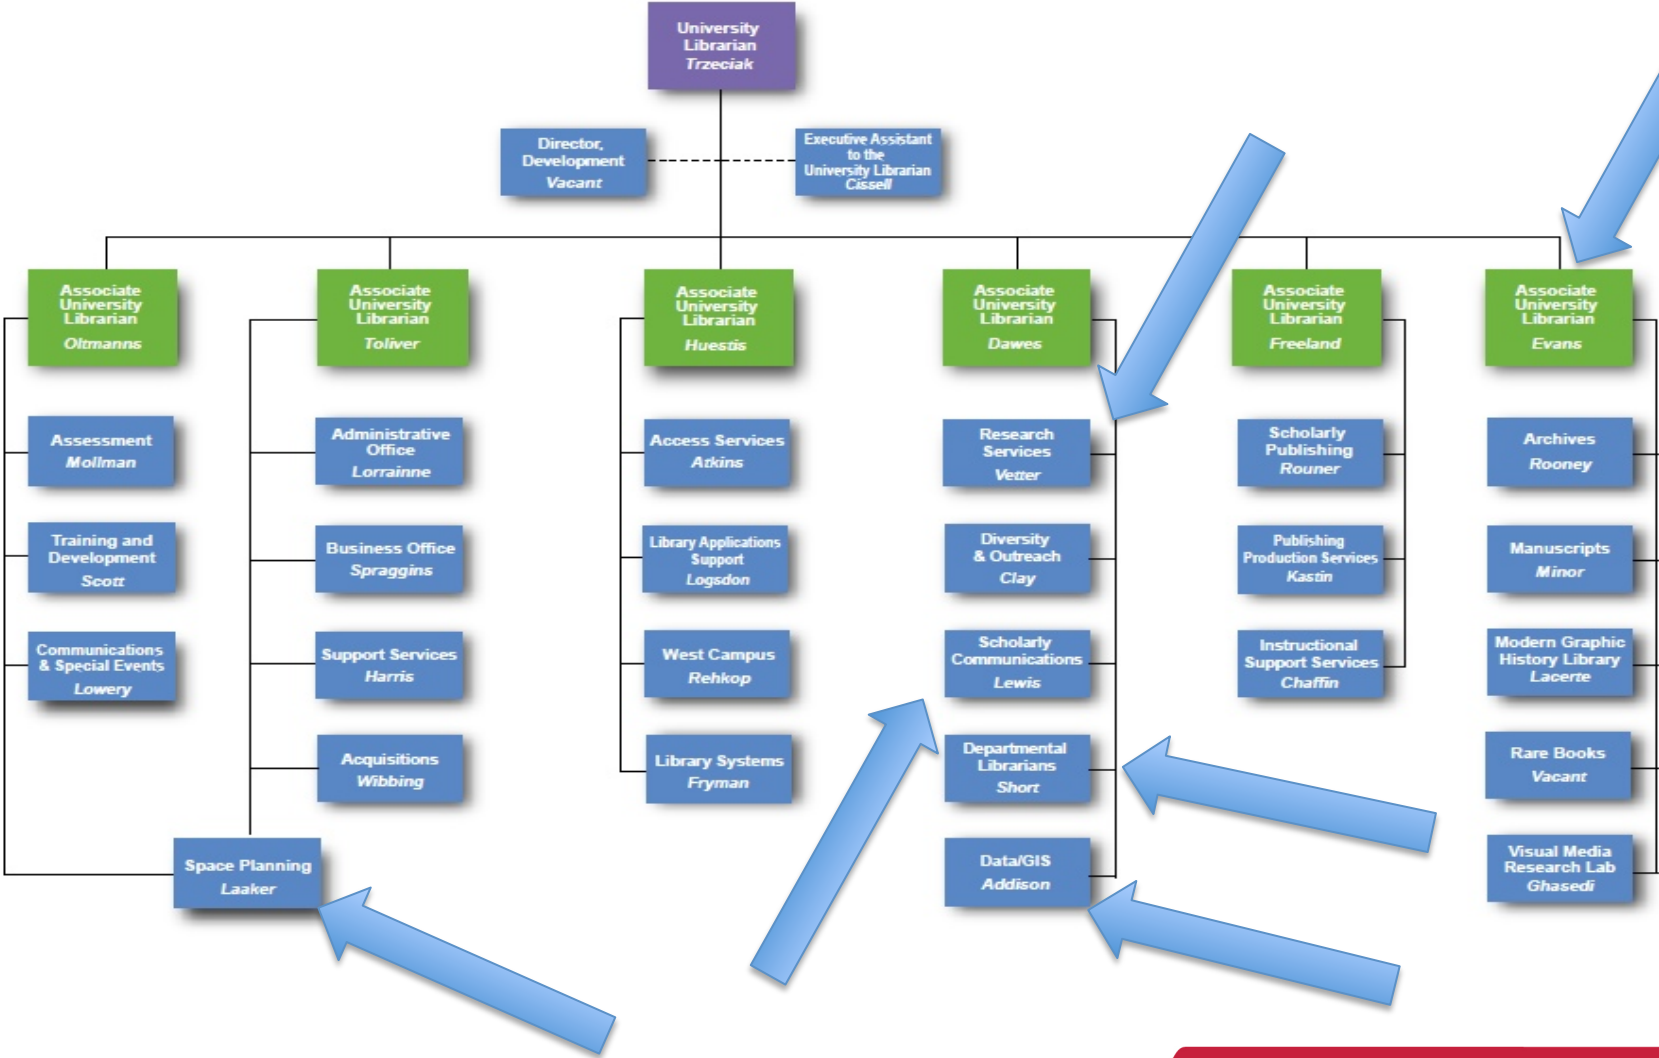 University
Librarian
Trzeciak
Director,
Development
Vacant
Executive Assistant
to the
University Librarian
Cissell
Associate
University
Librarian
Oltmanns
Associate
University
Librarian
Toliver
Associate
University
Librarian
Huestis
Associate
University
Librarian
Dawes
Associate
University
Librarian
Freeland
Associate
University
Librarian
Evans
Assessment
Mollman
Administrative
Office
Lorrainne
Access Services
Atkins
Research
Services
Vetter
Scholarly
Publishing
Rouner
Archives
Rooney
Training and
Development
Scott
Business Office
Spraggins
Library Applications
Support
Logsdon
Diversity
& Outreach
Clay
Publishing
Production Services
Kastin
Manuscripts
Minor
Communications
& Special Events
Lowery
Support Services
Harris
West Campus
Rehkop
Scholarly
Communications
Lewis
Instructional
Support Services
Chaffin
Modern Graphic
History Library
Lacerte
Acquisitions
Wibbing
Library Systems
Fryman
Departmental
Librarians
Short
Rare Books
Vacant
Space Planning
Laaker
Data/GIS
Addison
Visual Media
Research Lab
Ghasedi